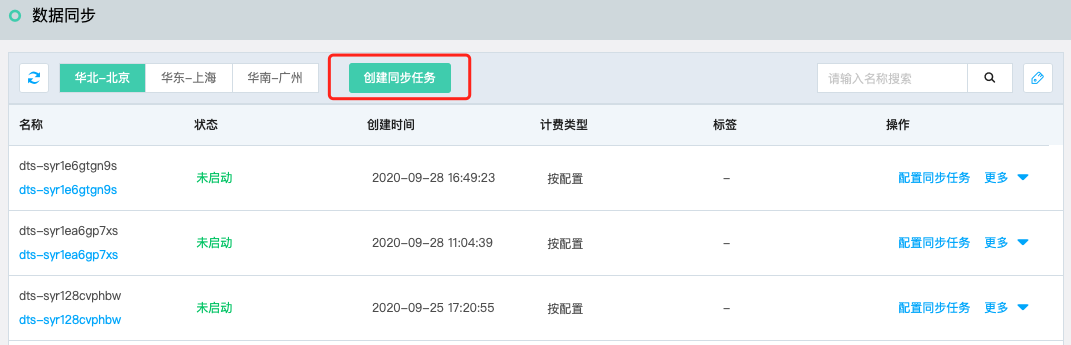 数据同步
华北-北京 华东-上海 华南-广州 创建同步任务 请输入名称搜索
名称 状态 创建时间 计费类型 标签 操作
dts-syr1e6gtgn9s
dts-syr1e6gtgn9s
未启动 2020-09-28 16:49:23 按配置 - 配置同步任务 更多
dts-syr1ea6gp7xs
dts-syr1ea6gp7xs
未启动 2020-09-28 11:04:39 按配置 - 配置同步任务 更多
dts-syr128cvphbw
dts-syr128cvphbw
未启动 2020-09-25 17:20:55 按配置 - 配置同步任务 更多